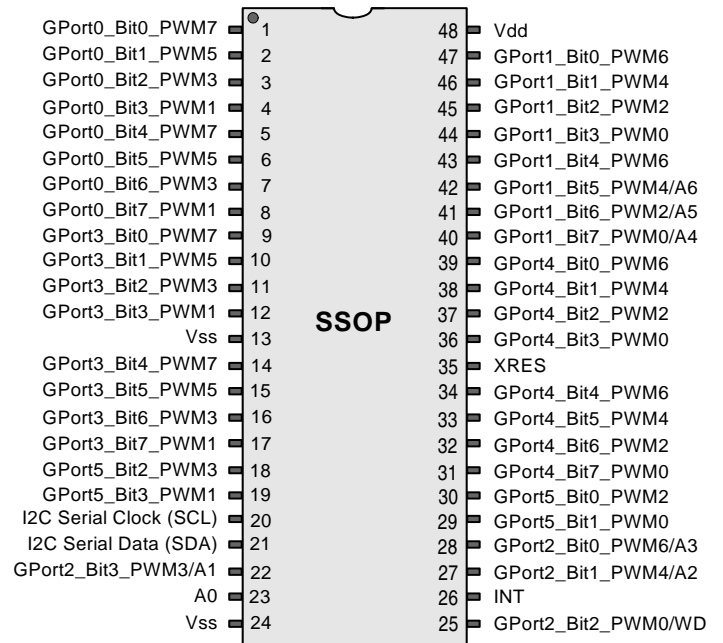 GPort0_Bit0_PWM7 1 48 Vdd
GPort0_Bit1_PWM5 2 47 GPort1_Bit0_PWM6
GPort0_Bit2_PWM3 3 46 GPort1_Bit1_PWM4
GPort0_Bit3_PWM1 4 45 GPort1_Bit2_PWM2
GPort0_Bit4_PWM7 5 44 GPort1_Bit3_PWM0
GPort0_Bit5_PWM5 6 43 GPort1_Bit4_PWM6
GPort0_Bit6_PWM3 7 42 GPort1_Bit5_PWM4/A6
GPort0_Bit7_PWM1 8 41 GPort1_Bit6_PWM2/A5
GPort3_Bit0_PWM7 9 40 GPort1_Bit7_PWM0/A4
GPort3_Bit1_PWM5 10 39 GPort4_Bit0_PWM6
GPort3_Bit2_PWM3 11 38 GPort4_Bit1_PWM4
GPort3_Bit3_PWM1 12 SSOP 37 GPort4_Bit2_PWM2
Vss 13 36 GPort4_Bit3_PWM0
GPort3_Bit4_PWM7 14 35 XRES
GPort3_Bit5_PWM5 15 34 GPort4_Bit4_PWM6
GPort3_Bit6_PWM3 16 33 GPort4_Bit5_PWM4
GPort3_Bit7_PWM1 17 32 GPort4_Bit6_PWM2
GPort5_Bit2_PWM3 18 31 GPort4_Bit7_PWM0
GPort5_Bit3_PWM1 19 30 GPort5_Bit0_PWM2
I2C Serial Clock (SCL) 20 29 GPort5_Bit1_PWM0
I2C Serial Data (SDA) 21 28 GPort2_Bit0_PWM6/A3
GPort2_Bit3_PWM3/A1 22 27 GPort2_Bit1_PWM4/A2
A0 23 26 INT
Vss 24 25 GPort2_Bit2_PWM0/WD